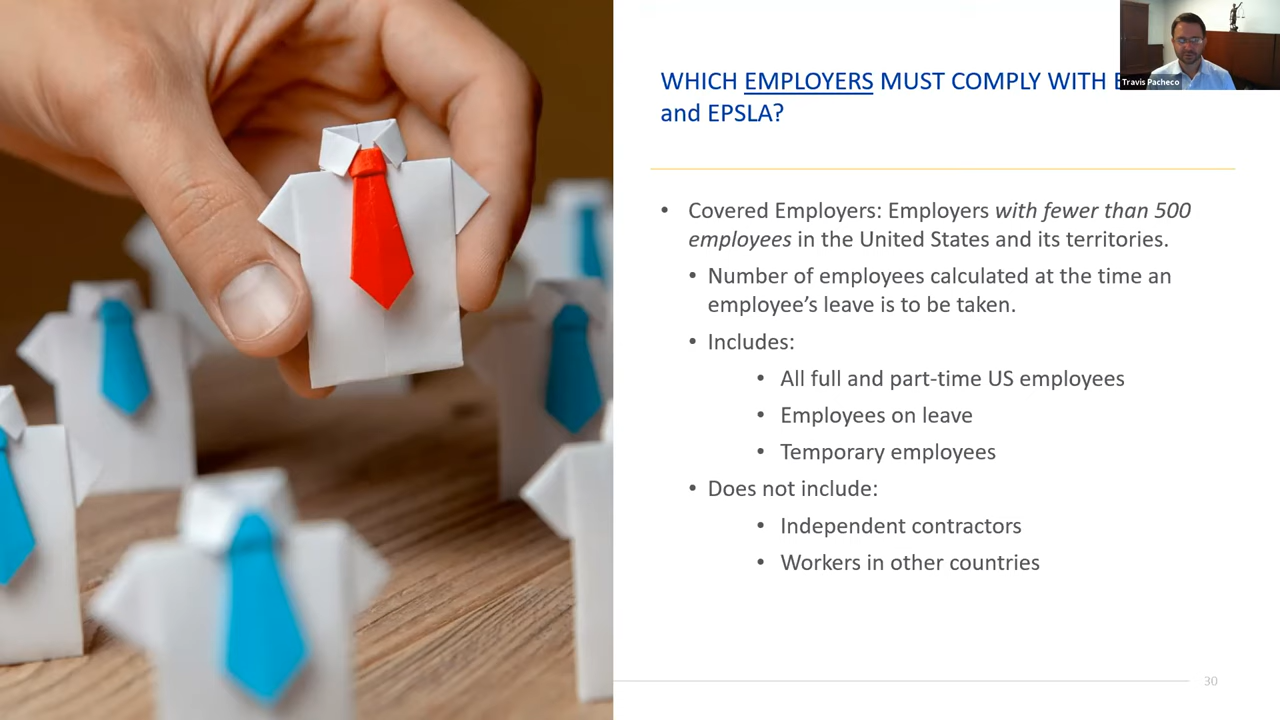 WHICH EMPLOYERS MUST COMPLY WITH
and EPSLA?
Travis Pacheco
• Covered Employers: Employers with fewer than 500
employees in the United States and its territories.
• Number of employees calculated at the time an
employee’s leave is to be taken.
• Includes:
• All full and part-time US employees
• Employees on leave
• Temporary employees
• Does not include:
• Independent contractors
• Workers in other countries
30